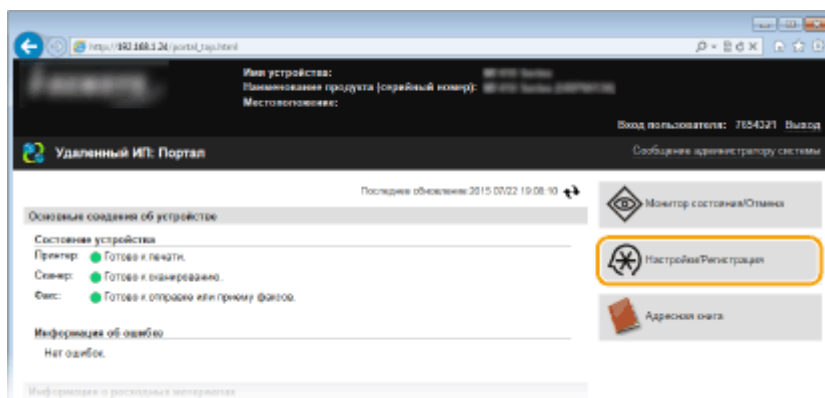 http://192.168.1.24/portal_top.html
Имя устройства:
Наименование продукта (серийный номер):
Местоположение:
Вход пользователя: 7654321 Выход
Удаленный ИП: Портал
Сообщение администратору системы
Последнее обновление:2015 07/22 19:08:10
Монитор состояния/Отмена
Основные сведения об устройстве
Состояние устройства
Принтер: Готово к печати.
Настройки/Регистрация
Сканер: Готово к сканированию.
Факс: Готово к отправке или приему факсов.
Адресная книга
Информация об ошибке
Нет ошибок.
Информация о расходных материалах